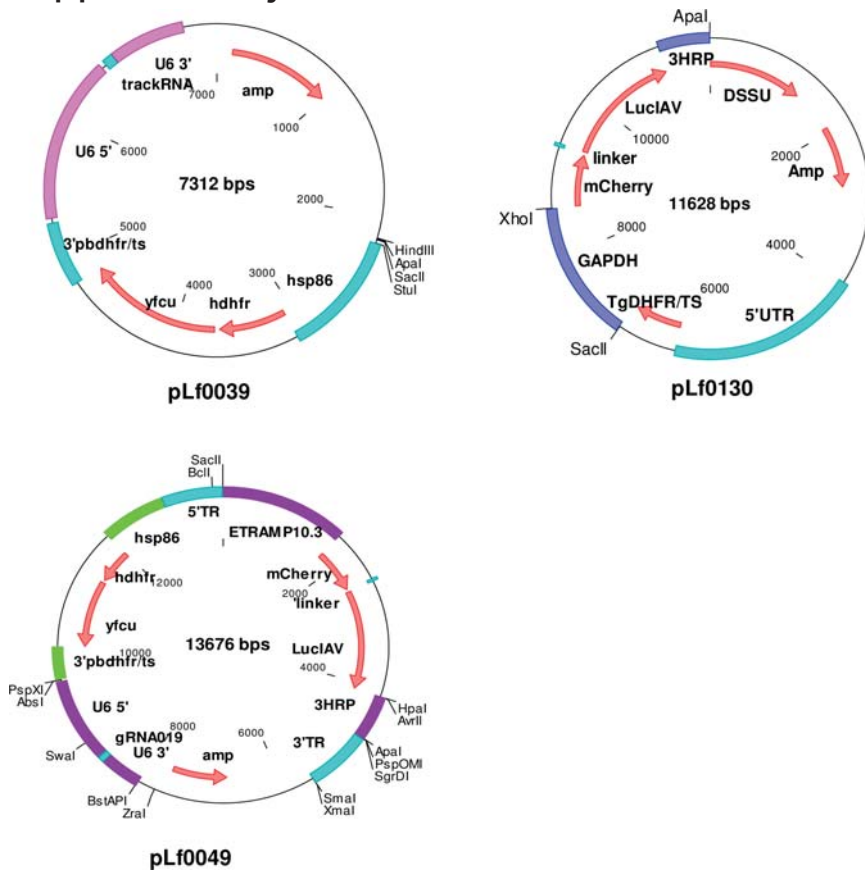 U6 3'
trackRNA
7000
amp
1000
U6 5'
6000
7312 bps
2000
5000
3'pbdhfr/ts
4000
3000
hsp86
yfcu
hdhfr
HindIII
ApaI
SacII
StuI
pLf0039
ApaI
3HRP
DSSU
LucIAV
10000
2000
linker
Amp
mCherry
11628 bps
XhoI
8000
4000
GAPDH
6000
TgDHFR/TS
5'UTR
SacII
pLf0130
SacII
BclI
5'TR
ETRAMP10.3
hsp86
mCherry
hdhfr
12000
2000
'linker
yfcu
13676 bps
LucIAV
10000
3'pbdhfr/ts
4000
PspXI
AbsI
U6 5'
3HRP
HpaI
AvrII
gRNA019
8000
6000
3'TR
SwaI
U6 3'
amp
ApaI
PspOMI
SgrDI
BstAPI
ZraI
SmaI
XmaI
pLf0049